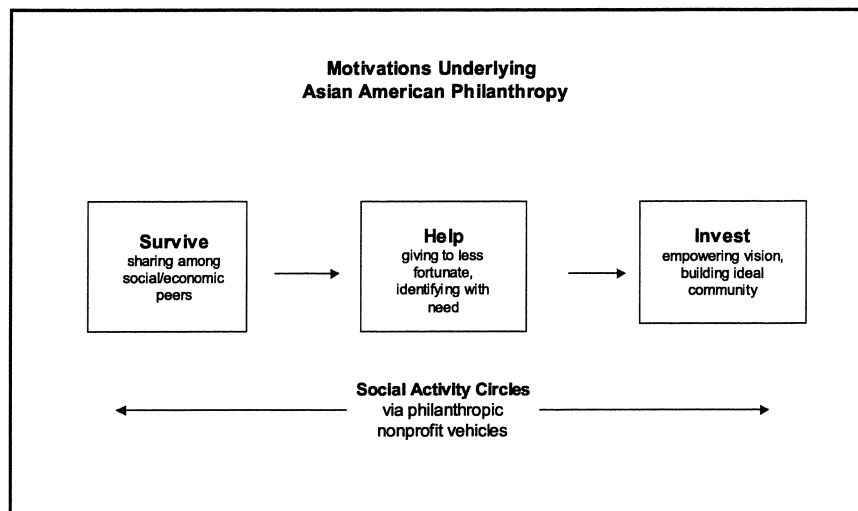 Motivations Underlying
Asian American Philanthropy
Survive
sharing among
social/economic
peers
Help
giving to less
fortunate,
identifying with
need
Invest
empowering vision,
building ideal
community
Social Activity Circles
via philanthropic
nonprofit vehicles